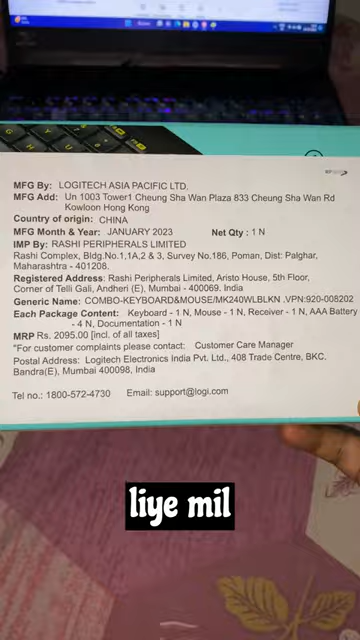 MFG By: LOGITECH ASIA PACIFIC LTD,
MFG Add: Un 1003 Tower1 Cheung Sha Wan Plaza 833 Cheung Sha Wan Rd
Kowloon Hong Kong
Country of origin: CHINA
MFG Month & Year: JANUARY 2023 Net Qty : 1 N
IMP By : RASHI PERIPHERALS LIMITED
Rashi Complex, Bldg.No.1,1A,2 & 3, Survey No.186, Poman, Dist: Palghar,
Maharashtra - 401208.
Registered Address: Rashi Peripherals Limited, Aristo House, 5th Floor,
Corner of Telli Gali, Andheri (E), Mumbai - 400069. India
Generic Name: COMBO-KEYBOARD&MOUSE/MK240WLBLKN .VPN:920-008202
Each Package Content: Keyboard - 1 N, Mouse - 1 N, Receiver - 1 N, AAA Battery
- 4 N, Documentation - 1 N
MRP Rs. 2095.00 [incl. of all taxes]
"For customer complaints please contact: Customer Care Manager
Postal Address: Logitech Electronics India Pvt. Ltd., 408 Trade Centre, BKC.
Bandra(E), Mumbai 400098, India
Tel no.: 1800-572-4730 Email: support@logi.com
liye mil